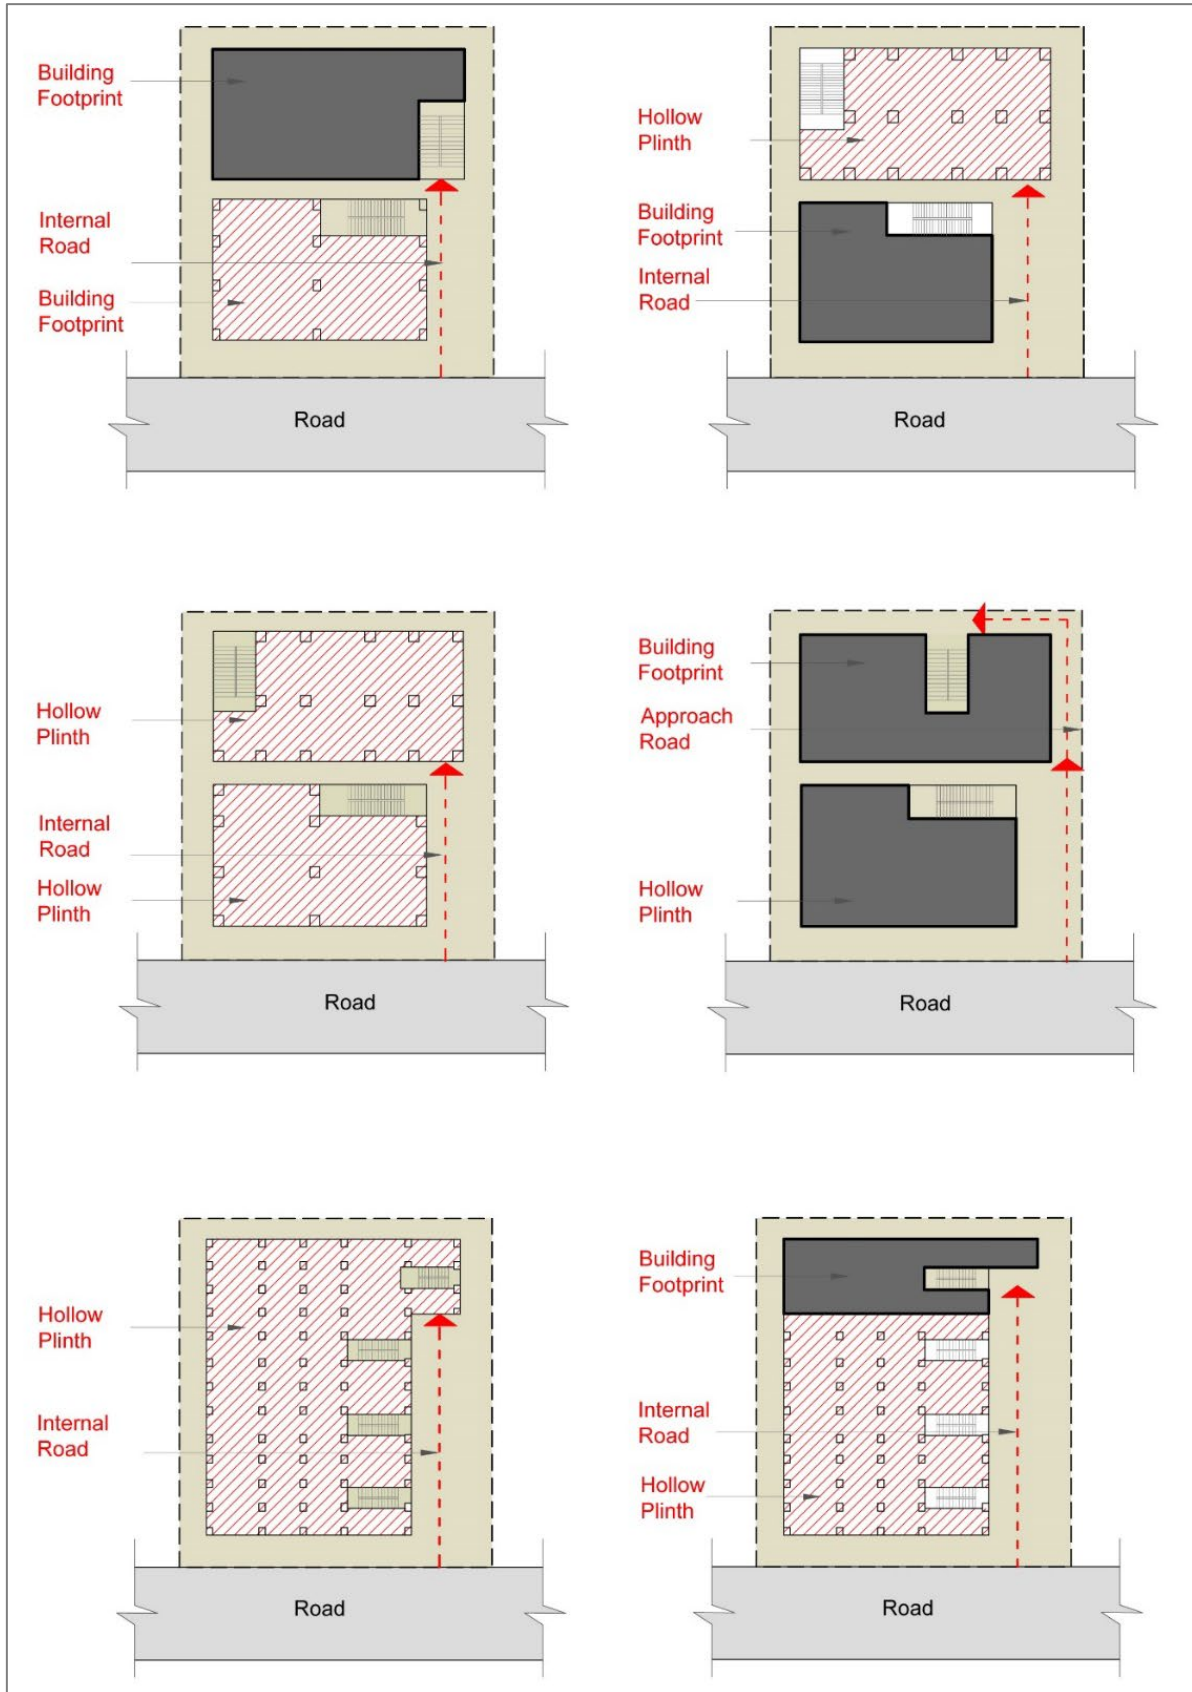 Building
Footprint
Internal
Road
Building
Footprint
Road
Hollow
Plinth
Building
Footprint
Internal
Road
Road
Hollow
Plinth
Internal
Road
Hollow
Plinth
Road
Building
Footprint
Approach
Road
Hollow
Plinth
Road
Hollow
Plinth
Internal
Road
Road
Building
Footprint
Internal
Road
Hollow
Plinth
Road